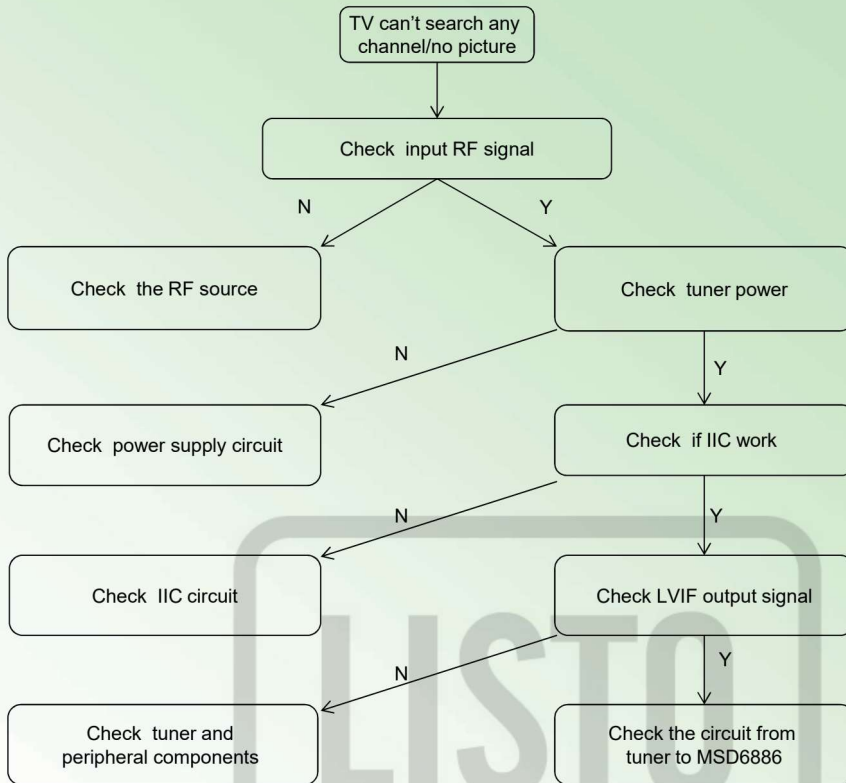 TV can’t search any
channel/no picture
Check input RF signal
N
Y
Check the RF source
Check tuner power
N
Y
Check power supply circuit
Check if IIC work
N
Y
Check IIC circuit
Check LVIF output signal
N
Y
Check tuner and
peripheral components
Check the circuit from
tuner to MSD6886
LISTO